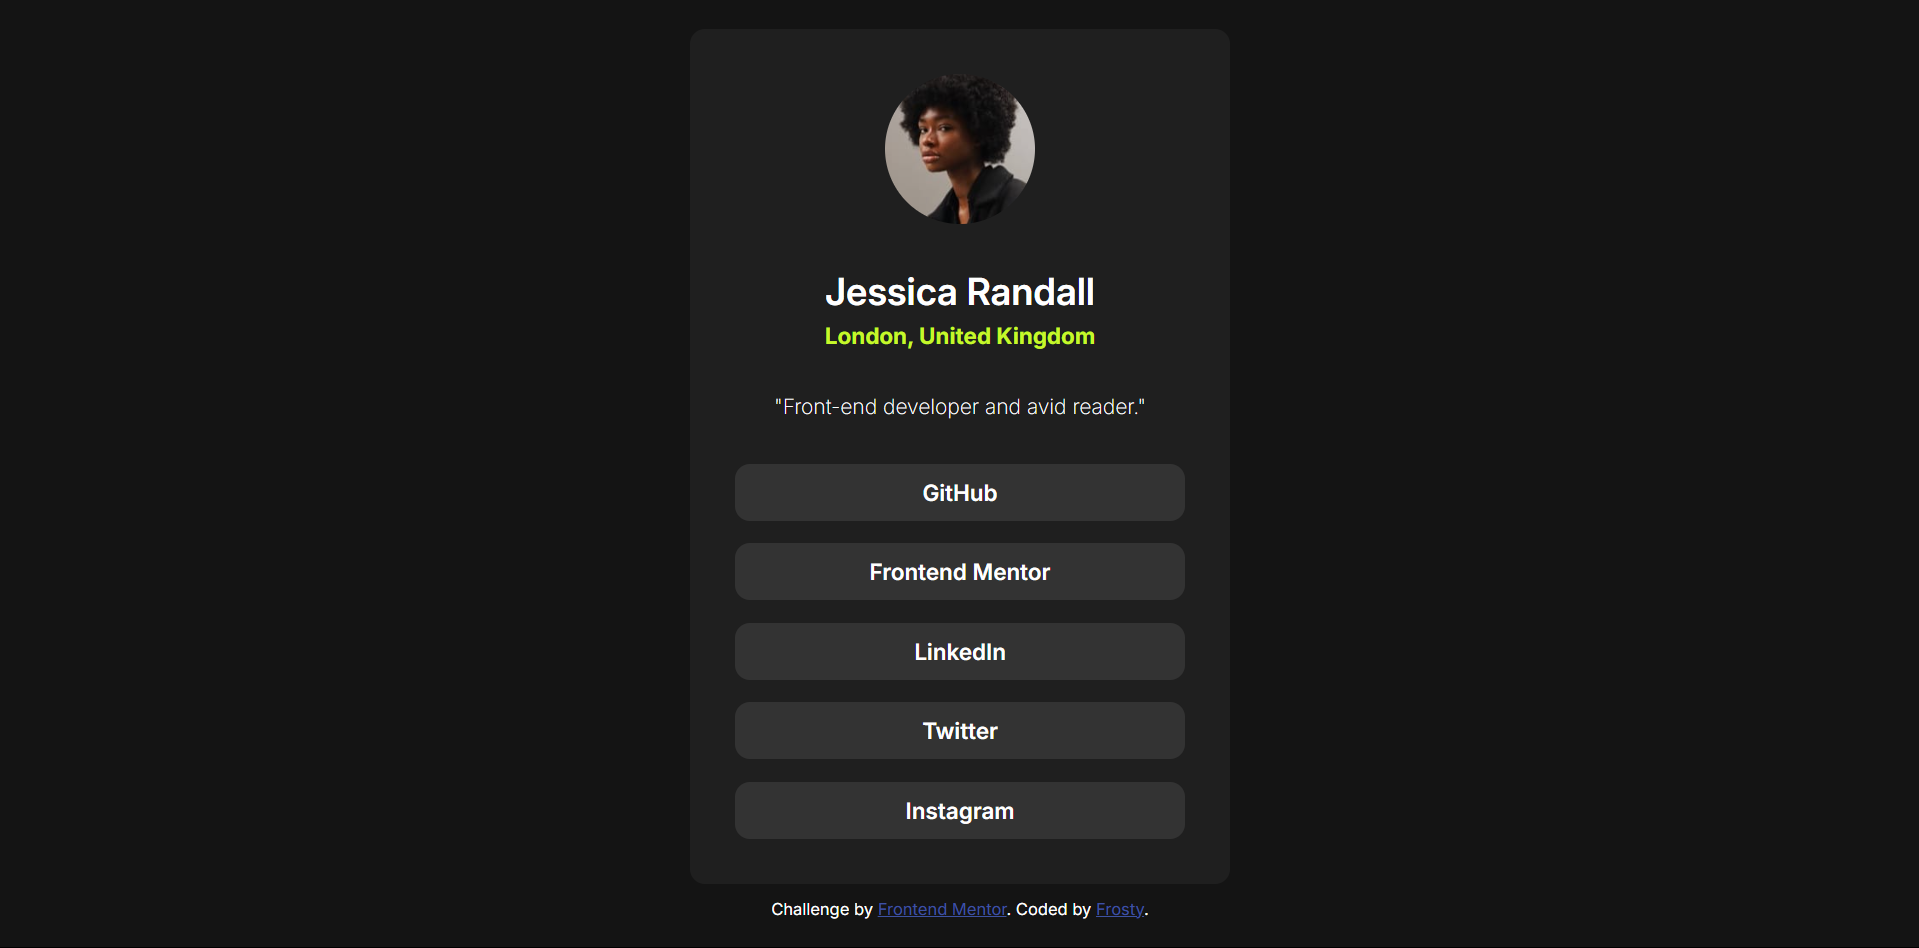 Jessica Randall
London, United Kingdom
"Front-end developer and avid reader."
GitHub
Frontend Mentor
LinkedIn
Twitter
Instagram
Challenge by Frontend Mentor. Coded by Frosty.